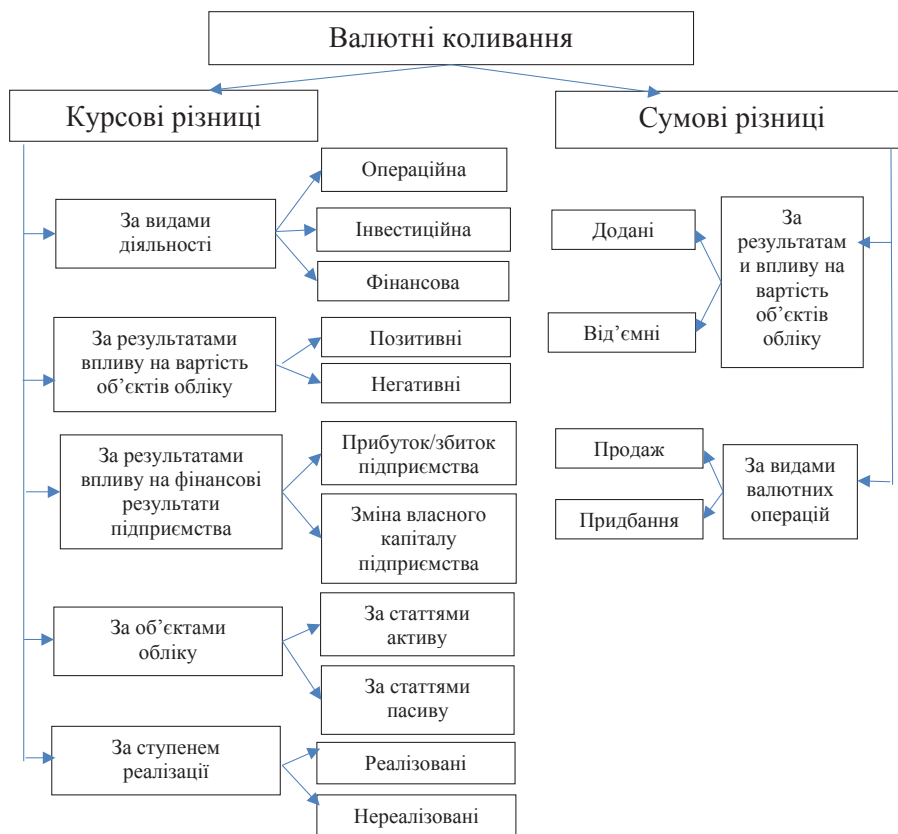 Валютні коливання
Курсові різниці
Сумові різниці
За видами
діяльності
Операційна
Інвестиційна
Фінансова
За результатами
впливу на вартість
об’єктів обліку
Позитивні
Негативні
За результатами
впливу на фінансові
результати
підприємства
Прибуток/збиток
підприємства
Зміна власного
капіталу
підприємства
За об’єктами
обліку
За статтями
активу
За статтями
пасиву
За ступенем
реалізації
Реалізовані
Нереалізовані
За
результатам
и впливу на
вартість
об’єктів
обліку
Додані
Від’ємні
За видами
валютних
операцій
Продаж
Придбання